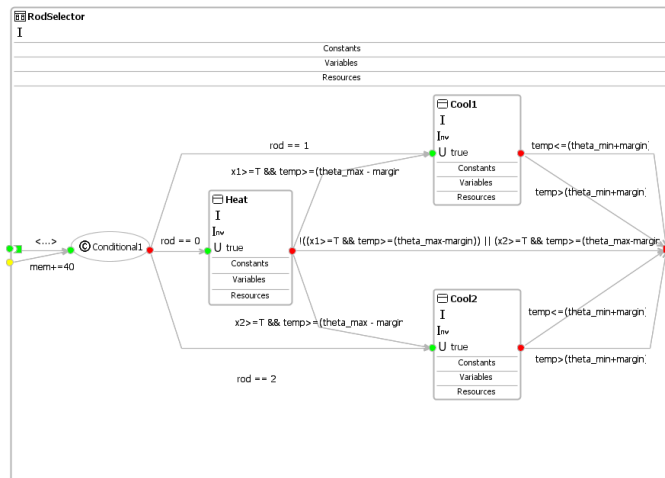 RodSelector
I
Constants
Variables
Resources
Cool1
I
Inv
U true
Constants
Variables
Resources
rod == 1
temp<=(theta_min+margin)
x1>=T && temp>=(theta_max - margin
temp>(theta_min+margin)
Heat
I
Inv
U true
Constants
Variables
Resources
<...>
Conditional1
rod == 0
!((x1>=T && temp>=(theta_max-margin)) || (x2>=T && temp>=(theta_max-margin
mem+=40
Cool2
I
Inv
U true
Constants
Variables
Resources
temp<=(theta_min+margin)
x2>=T && temp>=(theta_max - margin
temp>(theta_min+margin)
rod == 2